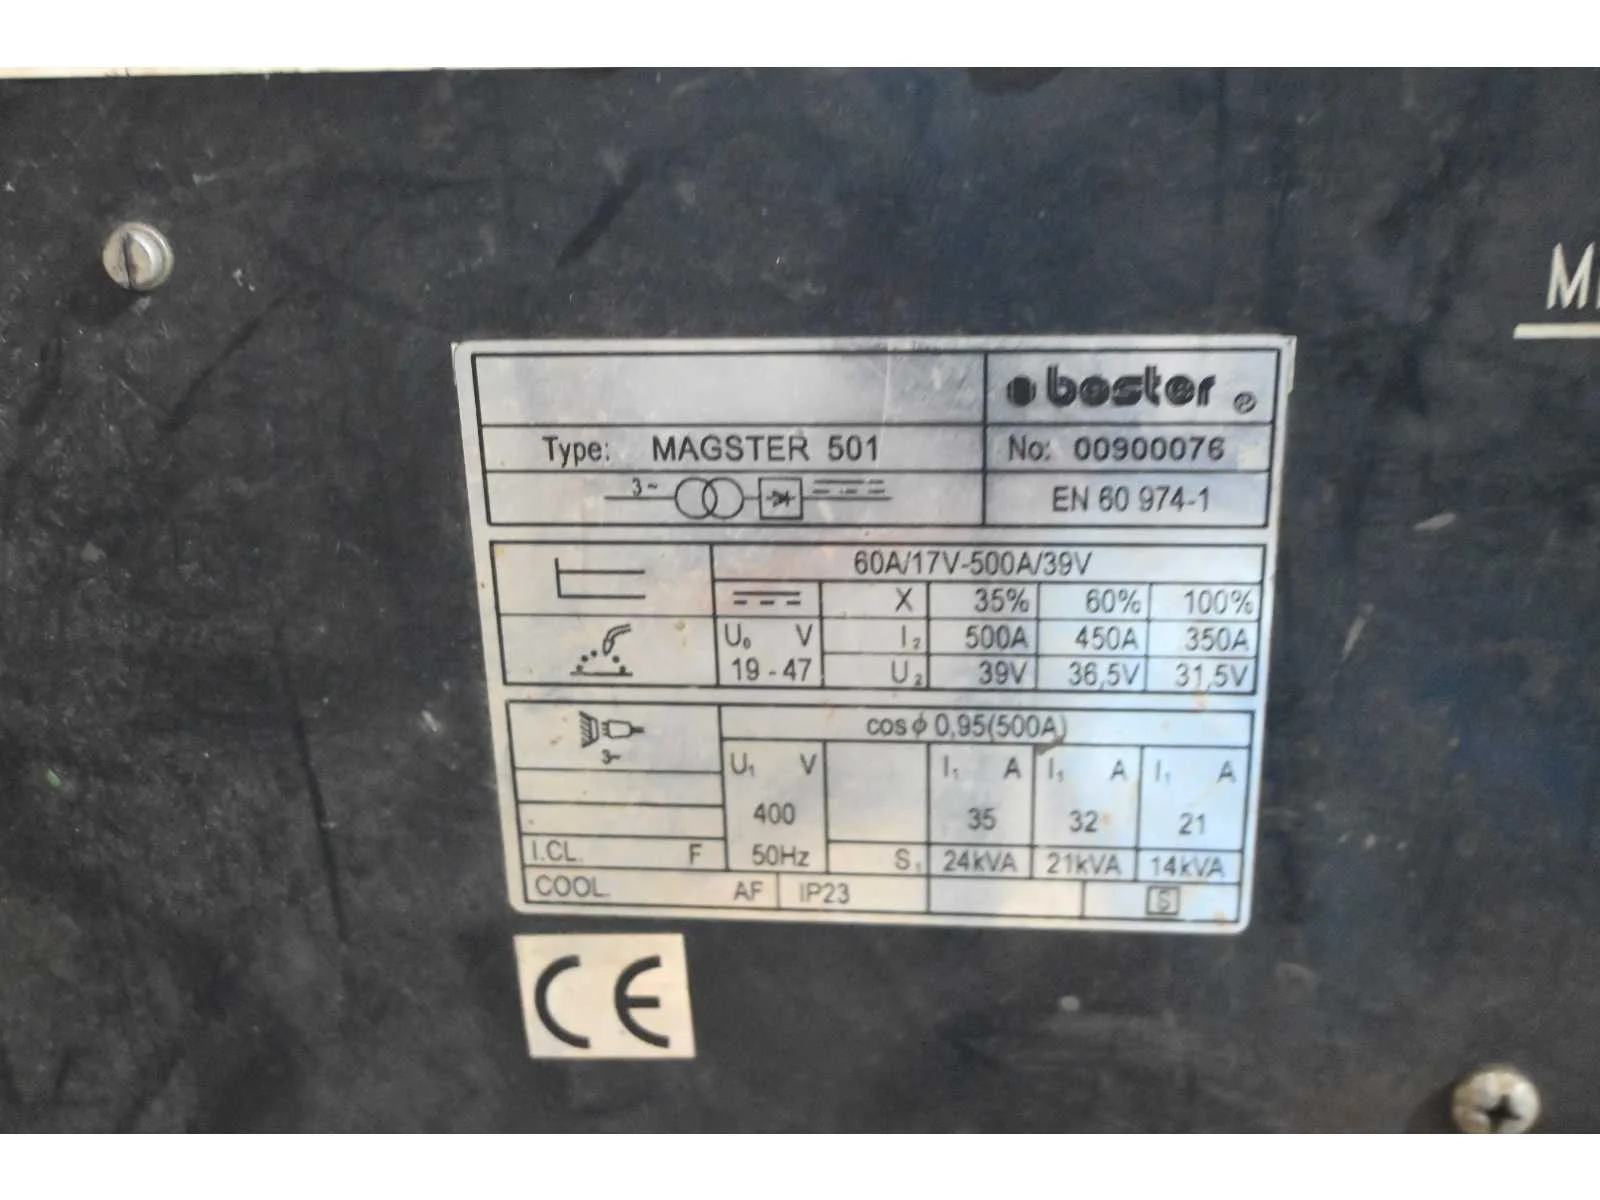 bester
Type: MAGSTER 501
No: 00900076
3~
EN 60 974-1
60A/17V-500A/39V
X 35% 60% 100%
U₀ V I₂ 500A 450A 350A
19 - 47 U₂ 39V 36,5V 31,5V
cos ϕ 0,95(500A)
3~
U₁ V I₁ A I₁ A I₁ A
400 35 32 21
I.CL. F 50Hz S₁ 24kVA 21kVA 14kVA
COOL. AF IP23 S
CE